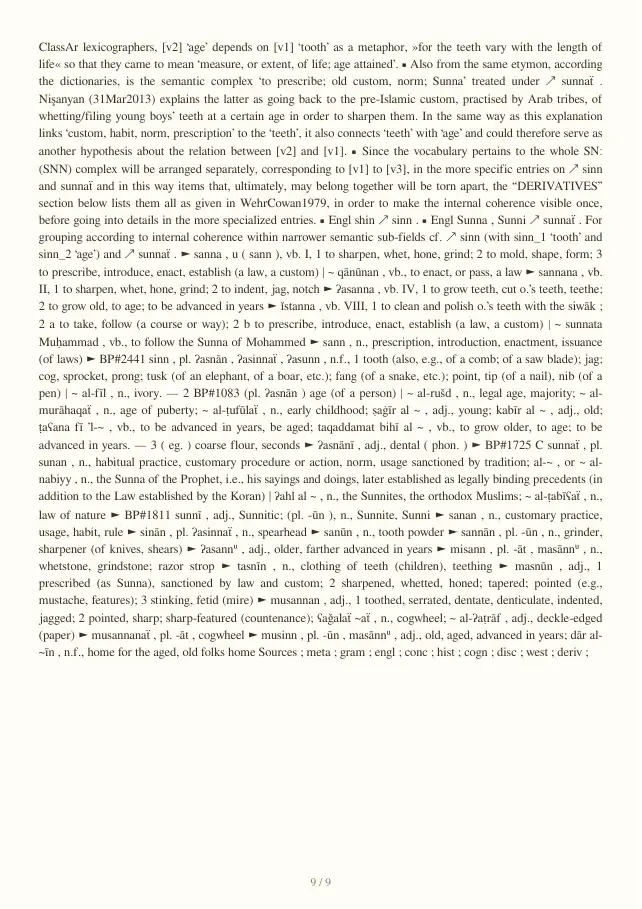 ClassAr lexicographers, [v2] ‘age’ depends on [v1] ‘tooth’ as a metaphor, »for the teeth vary with the length of
life« so that they came to mean ‘measure, or extent, of life; age attained’. ▪ Also from the same etymon, according
the dictionaries, is the semantic complex ‘to prescribe; old custom, norm; Sunna’ treated under ↗ sunnaẗ .
Nişanyan (31Mar2013) explains the latter as going back to the pre-Islamic custom, practised by Arab tribes, of
whetting/filing young boys’ teeth at a certain age in order to sharpen them. In the same way as this explanation
links ‘custom, habit, norm, prescription’ to the ‘teeth’, it also connects ‘teeth’ with ‘age’ and could therefore serve as
another hypothesis about the relation between [v2] and [v1]. ▪ Since the vocabulary pertains to the whole SN:
(SNN) complex will be arranged separately, corresponding to [v1] to [v3], in the more specific entries on ↗ sinn
and sunnaẗ and in this way items that, ultimately, may belong together will be torn apart, the “DERIVATIVES”
section below lists them all as given in WehrCowan1979, in order to make the internal coherence visible once,
before going into details in the more specialized entries. ▪ Engl shin ↗ sinn . ▪ Engl Sunna , Sunni ↗ sunnaẗ . For
grouping according to internal coherence within narrower semantic sub-fields cf. ↗ sinn (with sinn_1 ‘tooth’ and
sinn_2 ‘age’) and ↗ sunnaẗ . ► sanna , u ( sann ), vb. I, 1 to sharpen, whet, hone, grind; 2 to mold, shape, form; 3
to prescribe, introduce, enact, establish (a law, a custom) | ~ qānūnan , vb., to enact, or pass, a law ► sannana , vb.
II, 1 to sharpen, whet, hone, grind; 2 to indent, jag, notch ► ʔasanna , vb. IV, 1 to grow teeth, cut o.’s teeth, teethe;
2 to grow old, to age; to be advanced in years ► ĭstanna , vb. VIII, 1 to clean and polish o.’s teeth with the siwāk ;
2 a to take, follow (a course or way); 2 b to prescribe, introduce, enact, establish (a law, a custom) | ~ sunnata
Muḥammad , vb., to follow the Sunna of Mohammed ► sann , n., prescription, introduction, enactment, issuance
(of laws) ► BP#2441 sinn , pl. ʔasnān , ʔasinnaẗ , ʔasunn , n.f., 1 tooth (also, e.g., of a comb; of a saw blade); jag;
cog, sprocket, prong; tusk (of an elephant, of a boar, etc.); fang (of a snake, etc.); point, tip (of a nail), nib (of a
pen) | ~ al-fīl , n., ivory. — 2 BP#1083 (pl. ʔasnān ) age (of a person) | ~ al-rušd , n., legal age, majority; ~ al-
murāhaqaẗ , n., age of puberty; ~ al-ṭufūlaẗ , n., early childhood; ṣaġīr al ~ , adj., young; kabīr al ~ , adj., old;
ṭaʕana fī ’l-~ , vb., to be advanced in years, be aged; taqaddamat bihī al ~ , vb., to grow older, to age; to be
advanced in years. — 3 ( eg. ) coarse flour, seconds ► ʔasnānī , adj., dental ( phon. ) ► BP#1725 C sunnaẗ , pl.
sunan , n., habitual practice, customary procedure or action, norm, usage sanctioned by tradition; al-~ , or ~ al-
nabiyy , n., the Sunna of the Prophet, i.e., his sayings and doings, later established as legally binding precedents (in
addition to the Law established by the Koran) | ʔahl al ~ , n., the Sunnites, the orthodox Muslims; ~ al-ṭabīʕaẗ , n.,
law of nature ► BP#1811 sunnī , adj., Sunnitic; (pl. -ūn ), n., Sunnite, Sunni ► sanan , n., customary practice,
usage, habit, rule ► sinān , pl. ʔasinnaẗ , n., spearhead ► sanūn , n., tooth powder ► sannān , pl. -ūn , n., grinder,
sharpener (of knives, shears) ► ʔasannᵘ , adj., older, farther advanced in years ► misann , pl. -āt , masānnᵘ , n.,
whetstone, grindstone; razor strop ► tasnīn , n., clothing of teeth (children), teething ► masnūn , adj., 1
prescribed (as Sunna), sanctioned by law and custom; 2 sharpened, whetted, honed; tapered; pointed (e.g.,
mustache, features); 3 stinking, fetid (mire) ► musannan , adj., 1 toothed, serrated, dentate, denticulate, indented,
jagged; 2 pointed, sharp; sharp-featured (countenance); ʕaǧalaẗ ~aẗ , n., cogwheel; ~ al-ʔaṭrāf , adj., deckle-edged
(paper) ► musannanaẗ , pl. -āt , cogwheel ► musinn , pl. -ūn , masānnᵘ , adj., old, aged, advanced in years; dār al-
~īn , n.f., home for the aged, old folks home Sources ; meta ; gram ; engl ; conc ; hist ; cogn ; disc ; west ; deriv ;
9 / 9